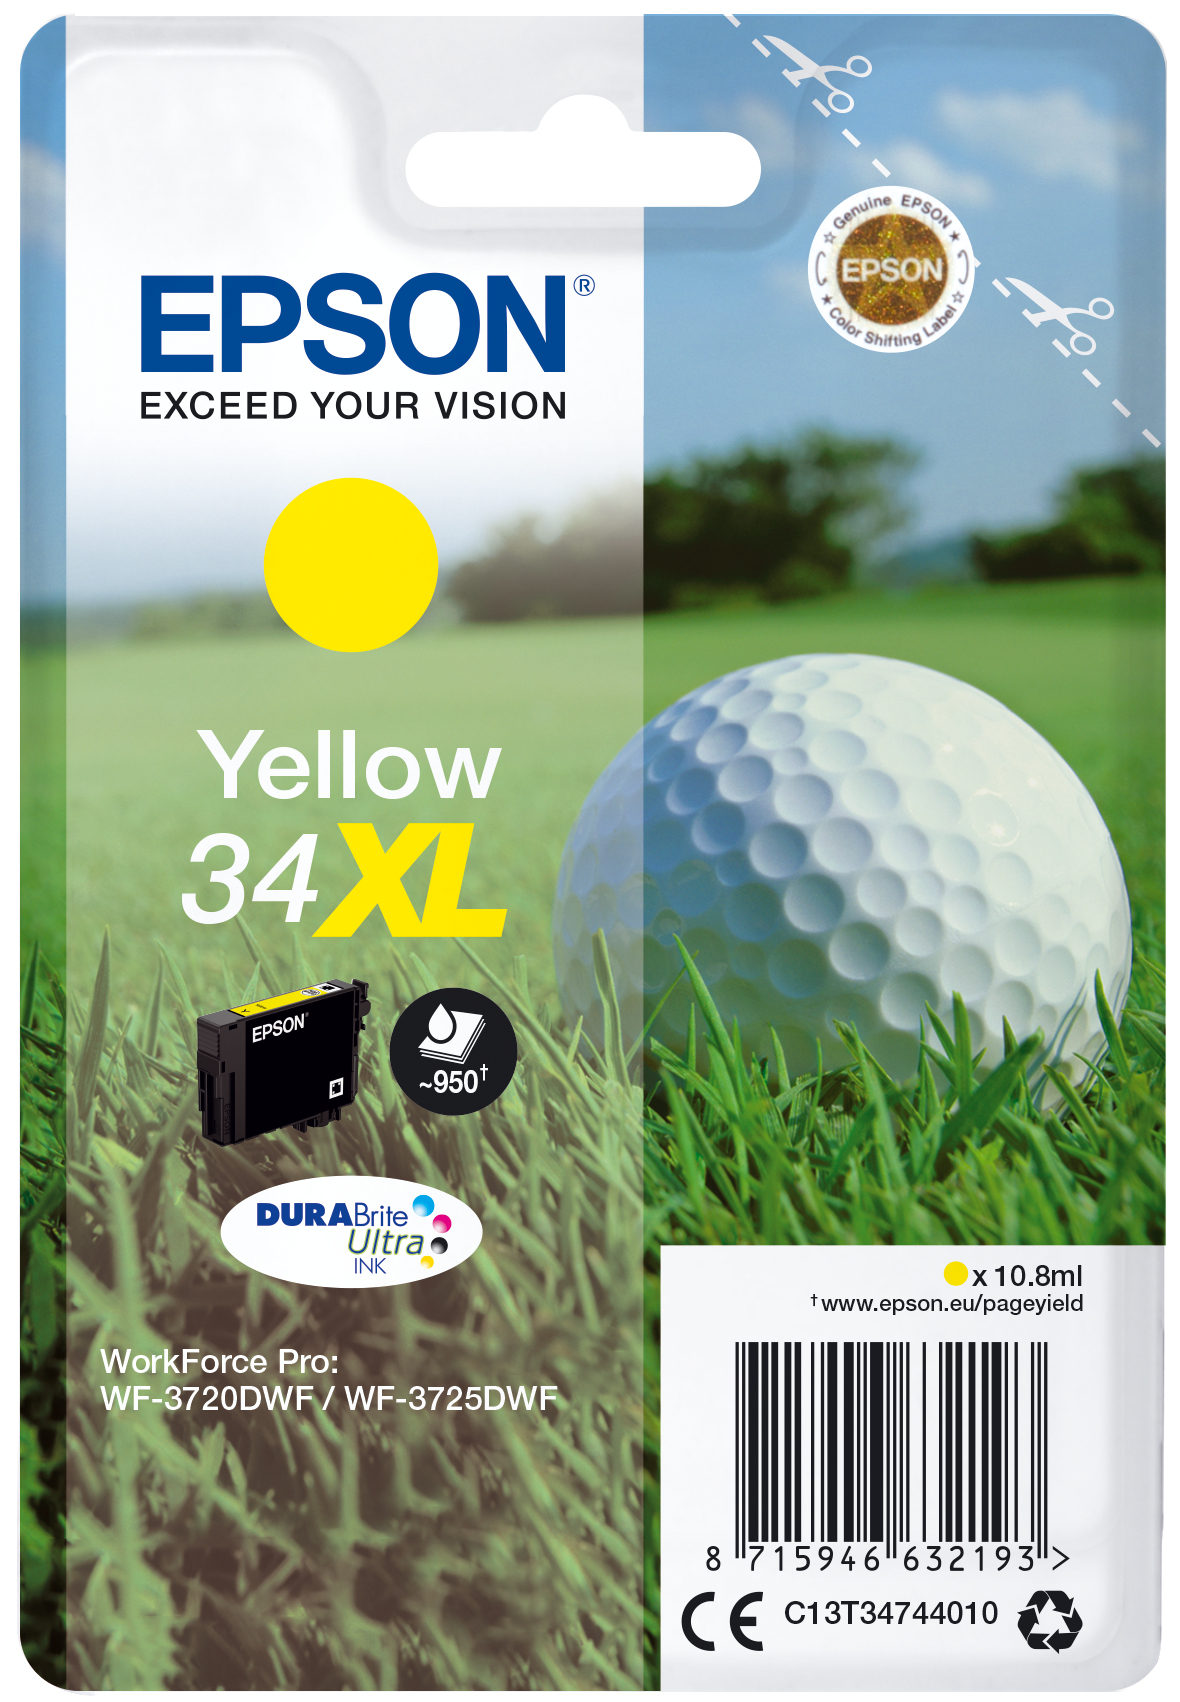 Genuine EPSON
EPSON
Color Shifting Label
EPSON®
EXCEED YOUR VISION
Yellow
34XL
EPSON®
~950†
DURABrite
Ultra
INK
x 10.8ml
†www.epson.eu/pageyield
WorkForce Pro:
WF-3720DWF / WF-3725DWF
8 715946 632193 >
CE C13T34744010